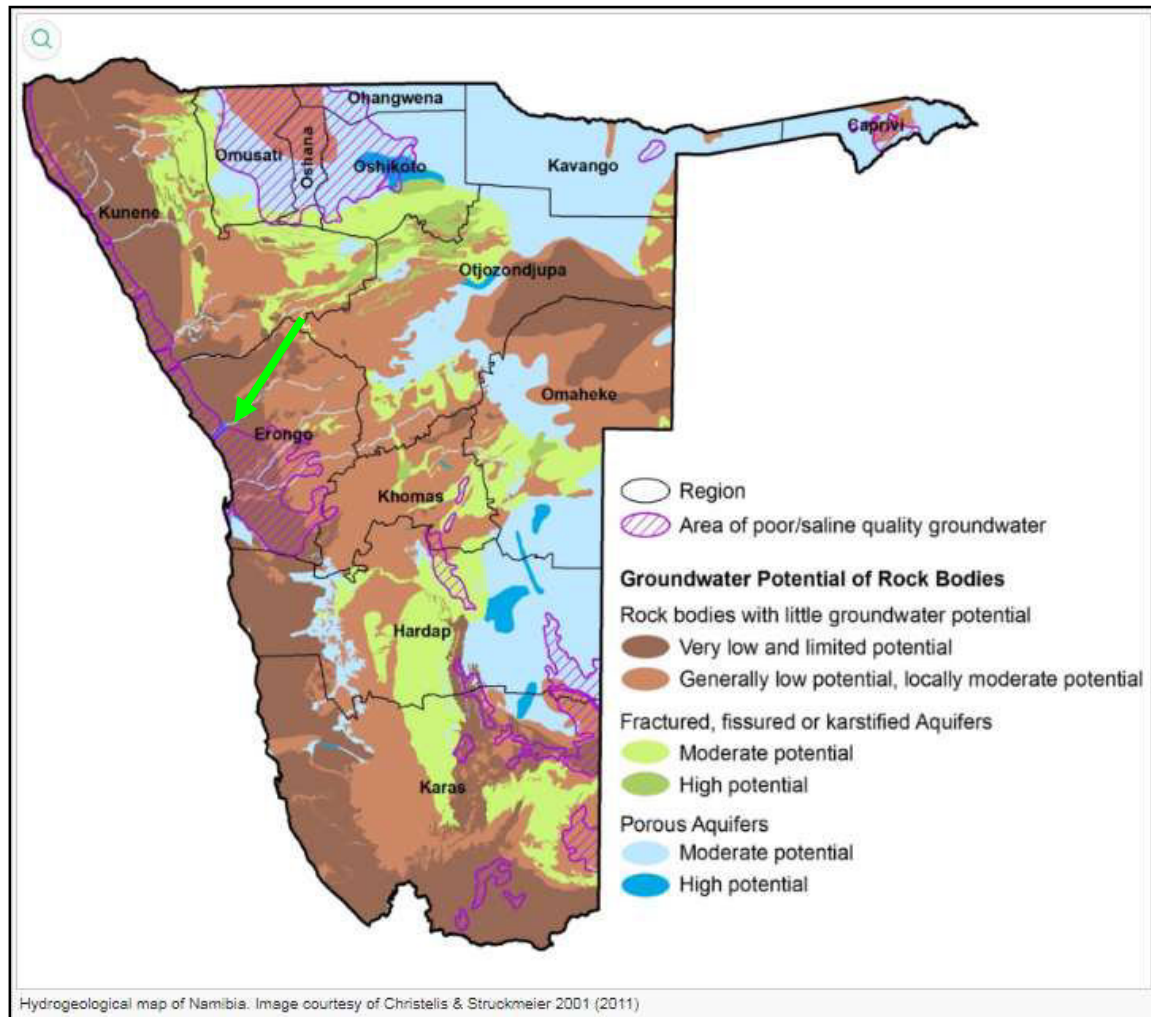 Ohangwena
Caprivi
Omusati
Oshana
Oshikoto
Kavango
Kunene
Otjozondjupa
Omaheke
Erongo
Khomas
Hardap
Karas
Region
Area of poor/saline quality groundwater
Groundwater Potential of Rock Bodies
Rock bodies with little groundwater potential
Very low and limited potential
Generally low potential, locally moderate potential
Fractured, fissured or karstified Aquifers
Moderate potential
High potential
Porous Aquifers
Moderate potential
High potential
Hydrogeological map of Namibia. Image courtesy of Christelis & Struckmeier 2001 (2011)